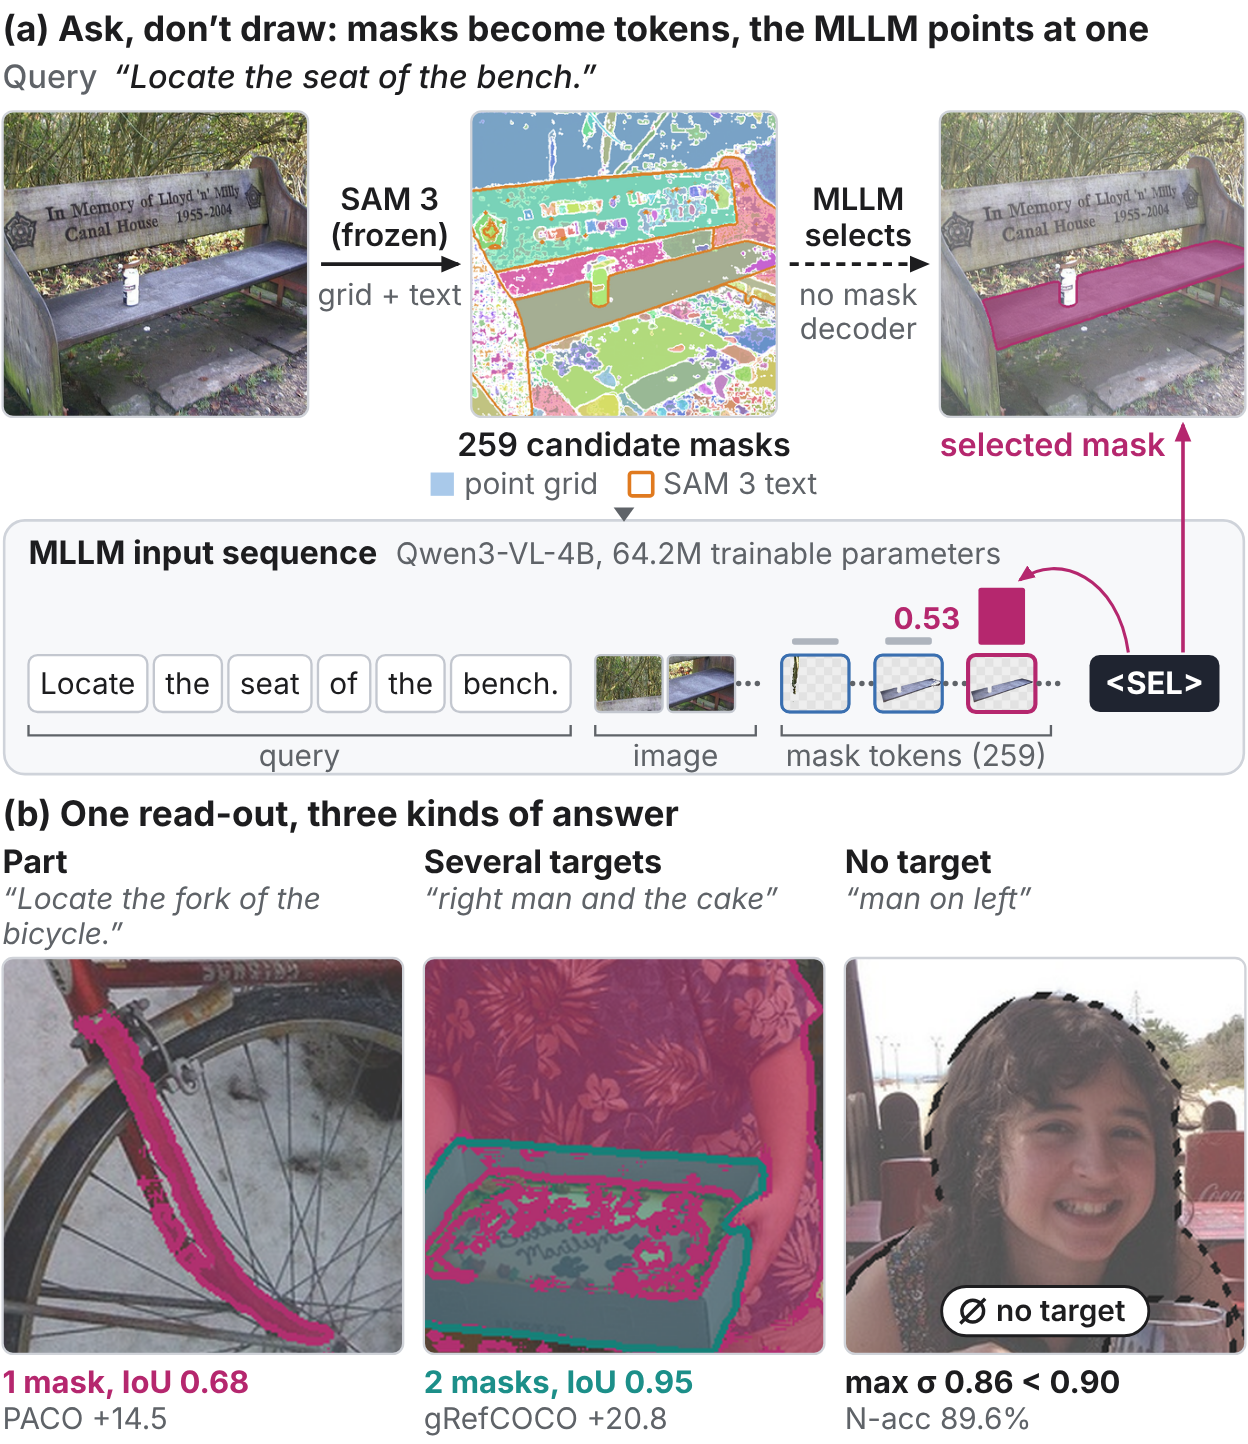 (a) Ask, don’t draw: masks become tokens, the MLLM points at one
Query “Locate the seat of the bench.”
In Memory of Lloyd 'n' Milly
Canal House 1955-2004
SAM 3
(frozen)
grid + text
MLLM
selects
no mask
decoder
In Memory of Lloyd 'n' Milly
Canal House 1955-2004
259 candidate masks
selected mask
point grid SAM 3 text
MLLM input sequence Qwen3-VL-4B, 64.2M trainable parameters
0.53
Locate the seat of the bench.
<SEL>
query image mask tokens (259)
(b) One read-out, three kinds of answer
Part
“Locate the fork of the
bicycle.”
Several targets
“right man and the cake”
No target
“man on left”
Ø no target
1 mask, IoU 0.68
PACO +14.5
2 masks, IoU 0.95
gRefCOCO +20.8
max σ 0.86 < 0.90
N-acc 89.6%